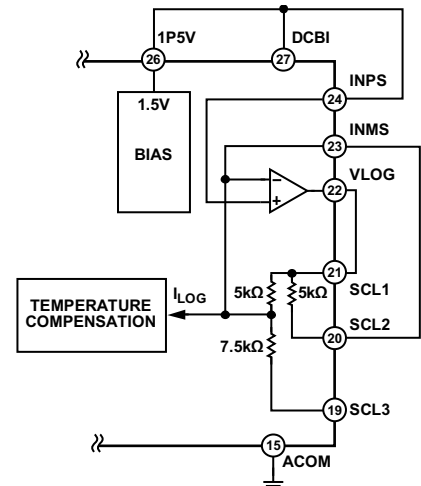 1P5V
DCBI
26
27
INPS
24
1.5V
BIAS
INMS
23
VLOG
22
−
+
21
SCL1
ILOG
5kΩ
5kΩ
TEMPERATURE
COMPENSATION
SCL2
20
7.5kΩ
19
SCL3
15
ACOM